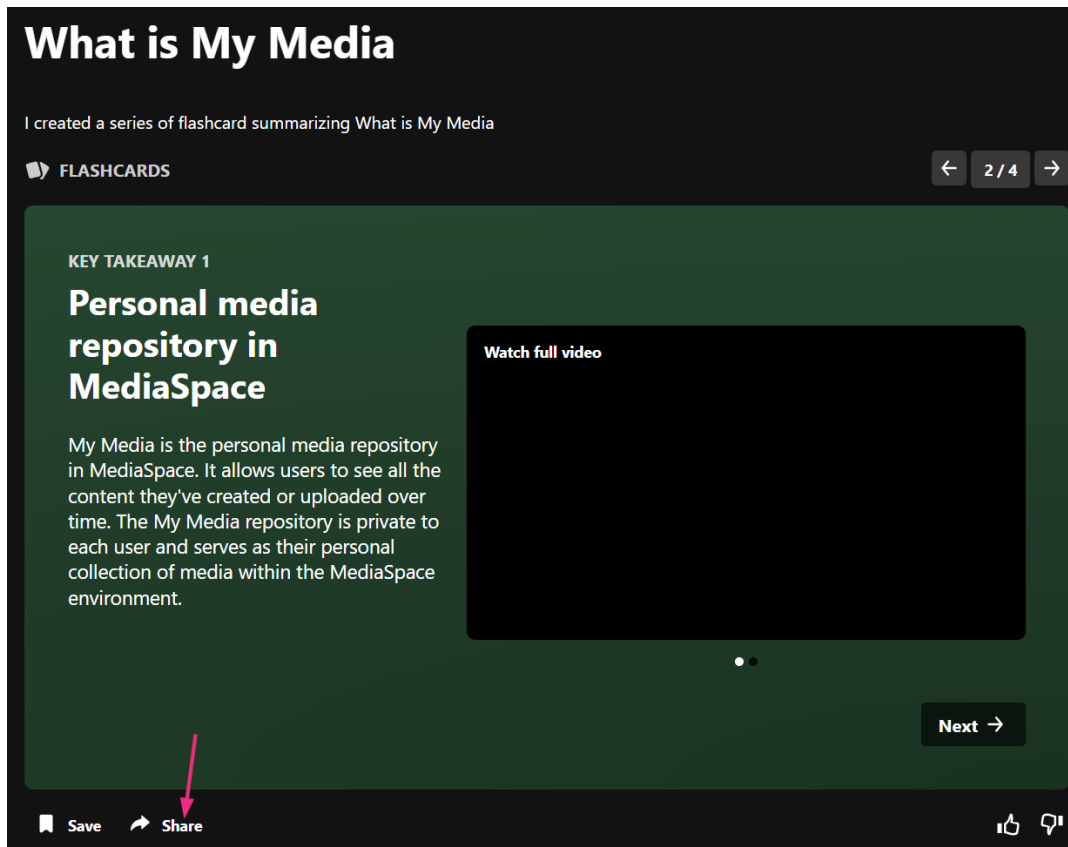 What is My Media
I created a series of flashcard summarizing What is My Media
FLASHCARDS
2 / 4
KEY TAKEAWAY 1
Personal media
repository in
MediaSpace
Watch full video
My Media is the personal media repository
in MediaSpace. It allows users to see all the
content they've created or uploaded over
time. The My Media repository is private to
each user and serves as their personal
collection of media within the MediaSpace
environment.
Next
Save
Share